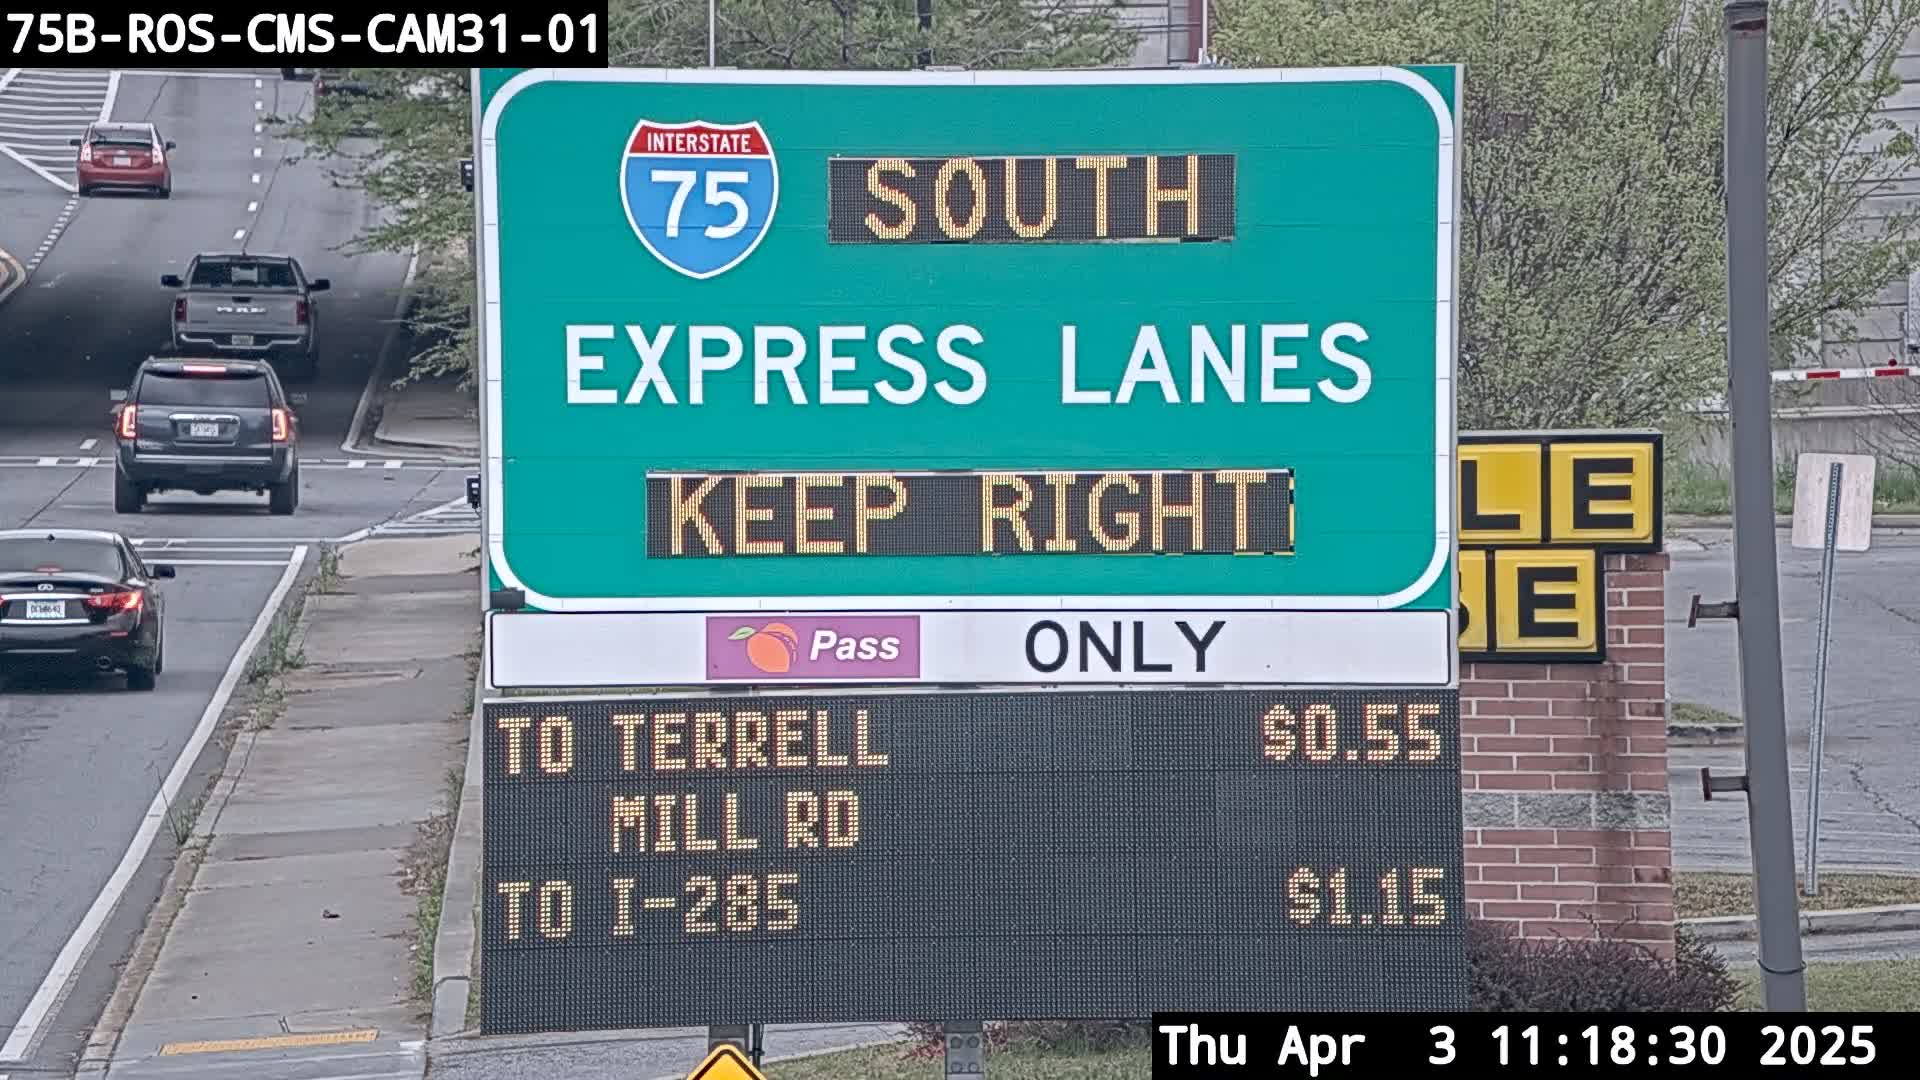 75B-ROS-CMS-CAM31-01
INTERSTATE
75
SOUTH
EXPRESS LANES
KEEP RIGHT
Pass ONLY
TO TERRELL $0.55
MILL RD
TO I-285 $1.15
LE
E
Thu Apr 3 11:18:30 2025